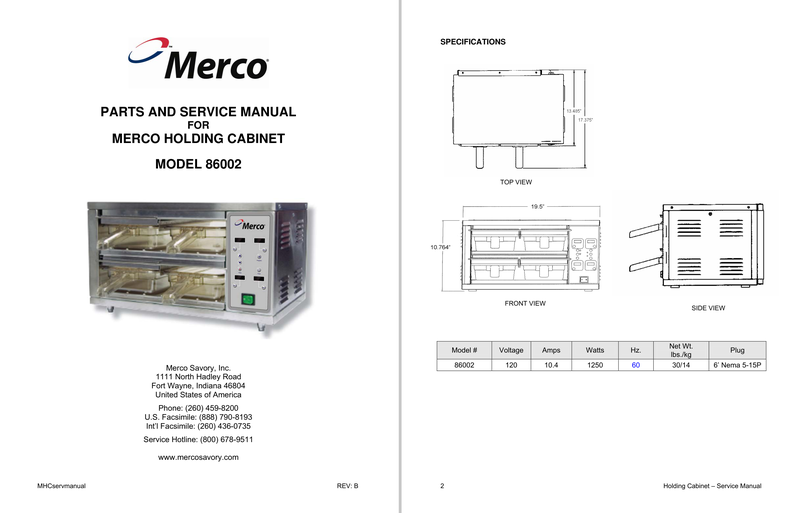 Merco
PARTS AND SERVICE MANUAL
FOR
MERCO HOLDING CABINET
MODEL 86002
Merco
Merco Savory, Inc.
1111 North Hadley Road
Fort Wayne, Indiana 46804
United States of America
Phone: (260) 459-8200
U.S. Facsimile: (888) 790-8193
Int'l Facsimile: (260) 436-0735
Service Hotline: (800) 678-9511
www.mercosavory.com
MHCservmanual REV: B
SPECIFICATIONS
13.485"
17.375"
TOP VIEW
19.5"
10.764"
FRONT VIEW
SIDE VIEW
Model # Voltage Amps Watts Hz. Net Wt. lbs./kg Plug
86002 120 10.4 1250 60 30/14 6' Nema 5-15P
2 Holding Cabinet – Service Manual